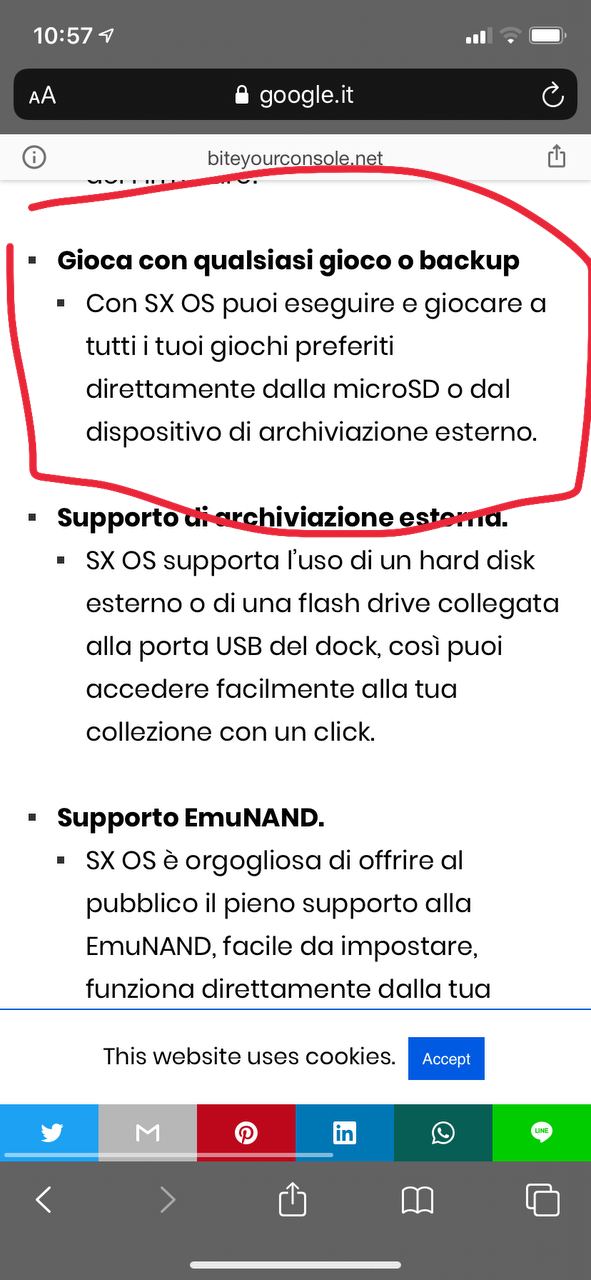 10:57
AA google.it
biteyourconsole.net
Gioca con qualsiasi gioco o backup
Con SX OS puoi eseguire e giocare a
tutti i tuoi giochi preferiti
direttamente dalla microSD o dal
dispositivo di archiviazione esterno.
Supporto di archiviazione esterna.
SX OS supporta l'uso di un hard disk
esterno o di una flash drive collegata
alla porta USB del dock, così puoi
accedere facilmente alla tua
collezione con un click.
Supporto EmuNAND.
SX OS è orgogliosa di offrire al
pubblico il pieno supporto alla
EmuNAND, facile da impostare,
funziona direttamente dalla tua
This website uses cookies. Accept
LINE